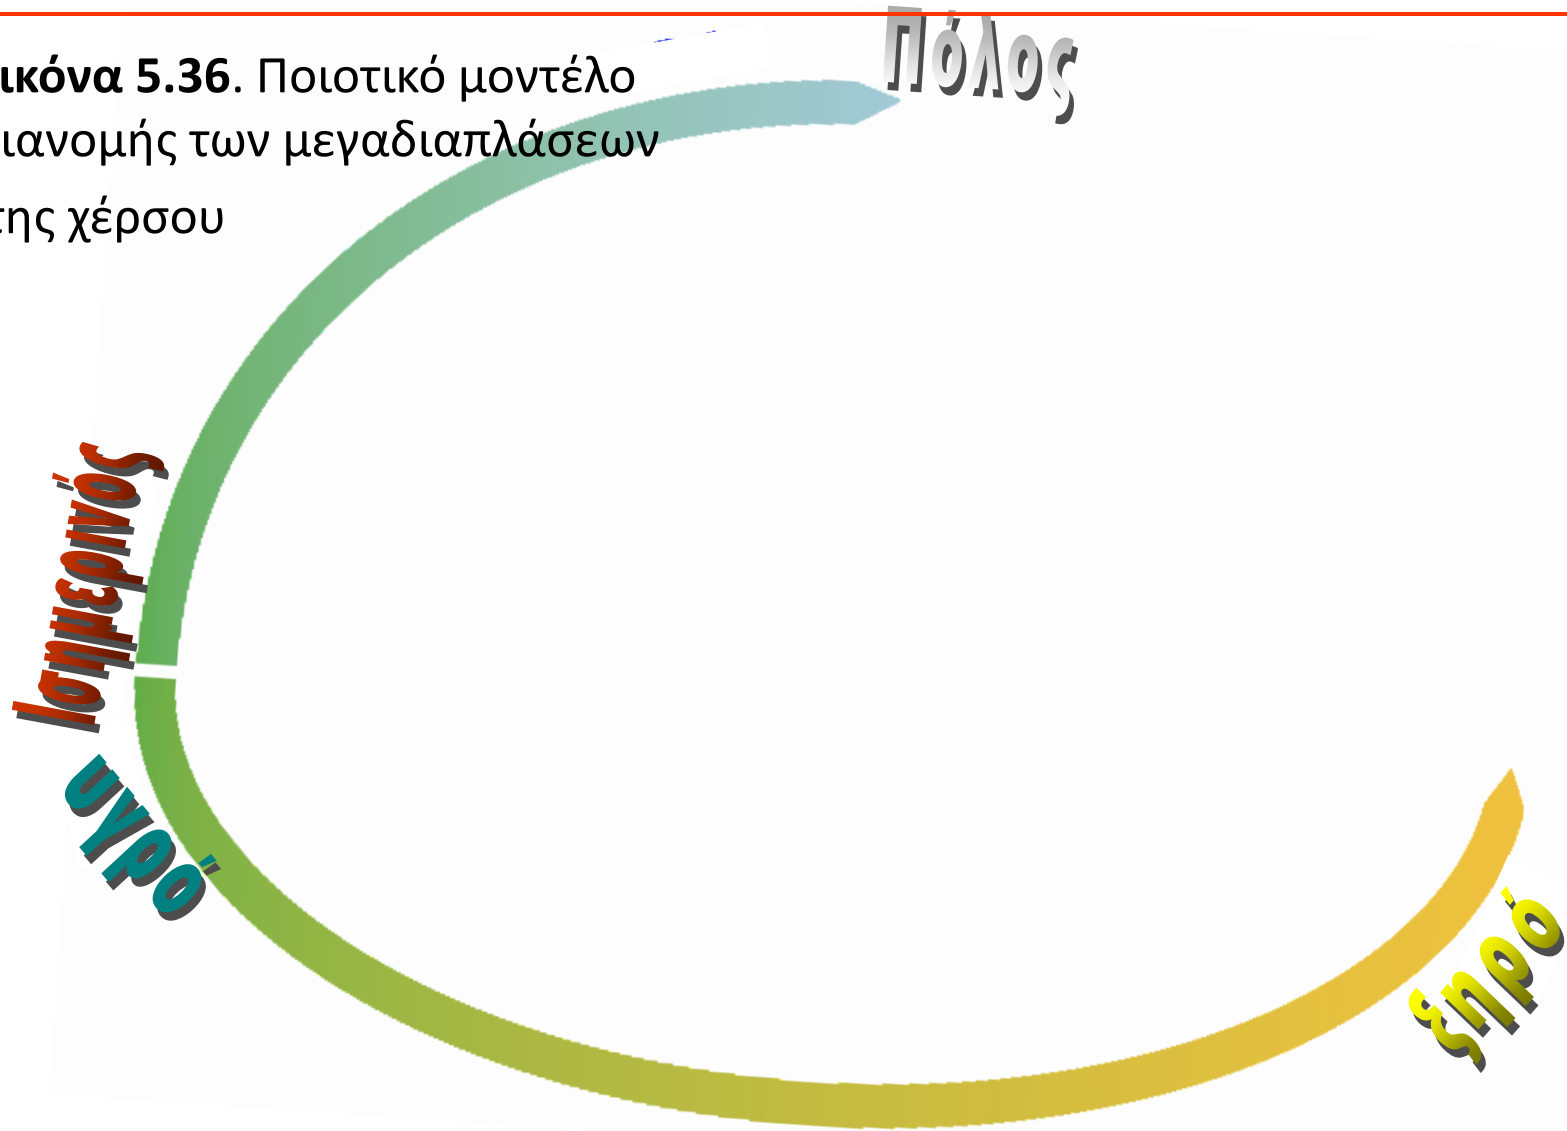 Πόλος
ικόνα 5.36. Ποιοτικό μοντέλο
ιανομής των μεγαδιαπλάσεων
της χέρσου
Ισημερινός
υγρό
ξηρό